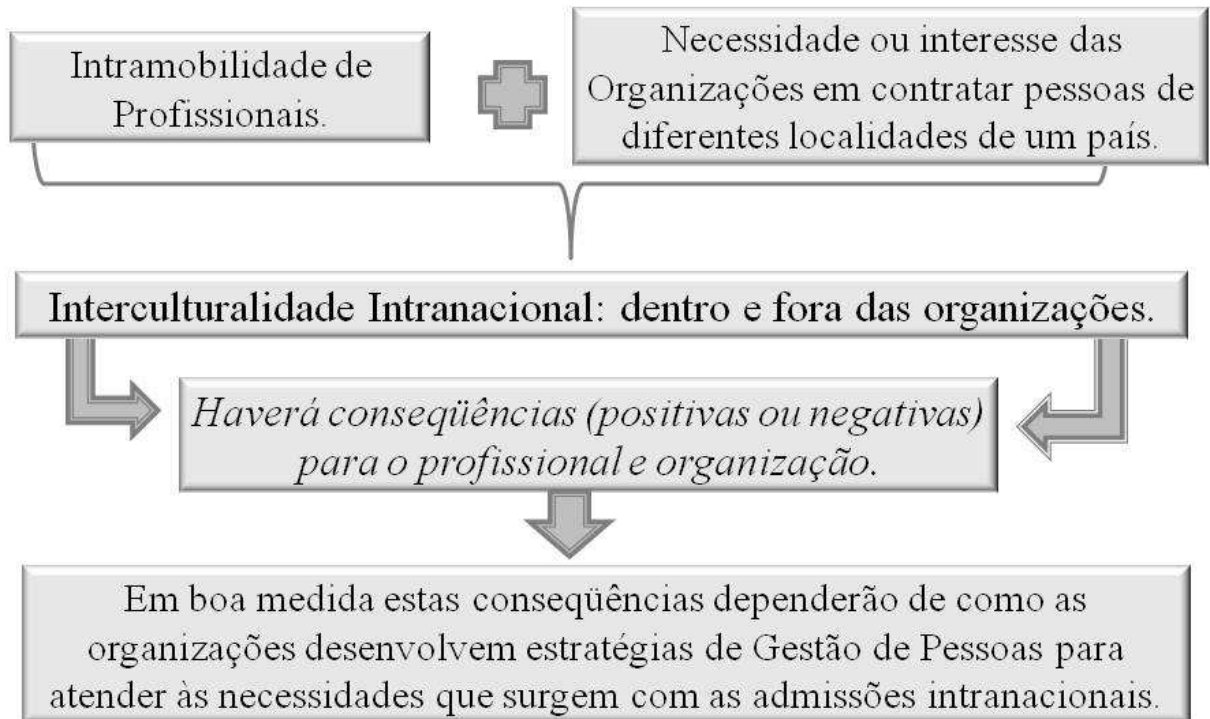 Intramobilidade de
Profissionais.
Necessidade ou interesse das
Organizações em contratar pessoas de
diferentes localidades de um país.
Interculturalidade Intranacional: dentro e fora das organizações.
Haverá conseqüências (positivas ou negativas)
para o profissional e organização.
Em boa medida estas conseqüências dependerão de como as
organizações desenvolvem estratégias de Gestão de Pessoas para
atender às necessidades que surgem com as admissões intranacionais.